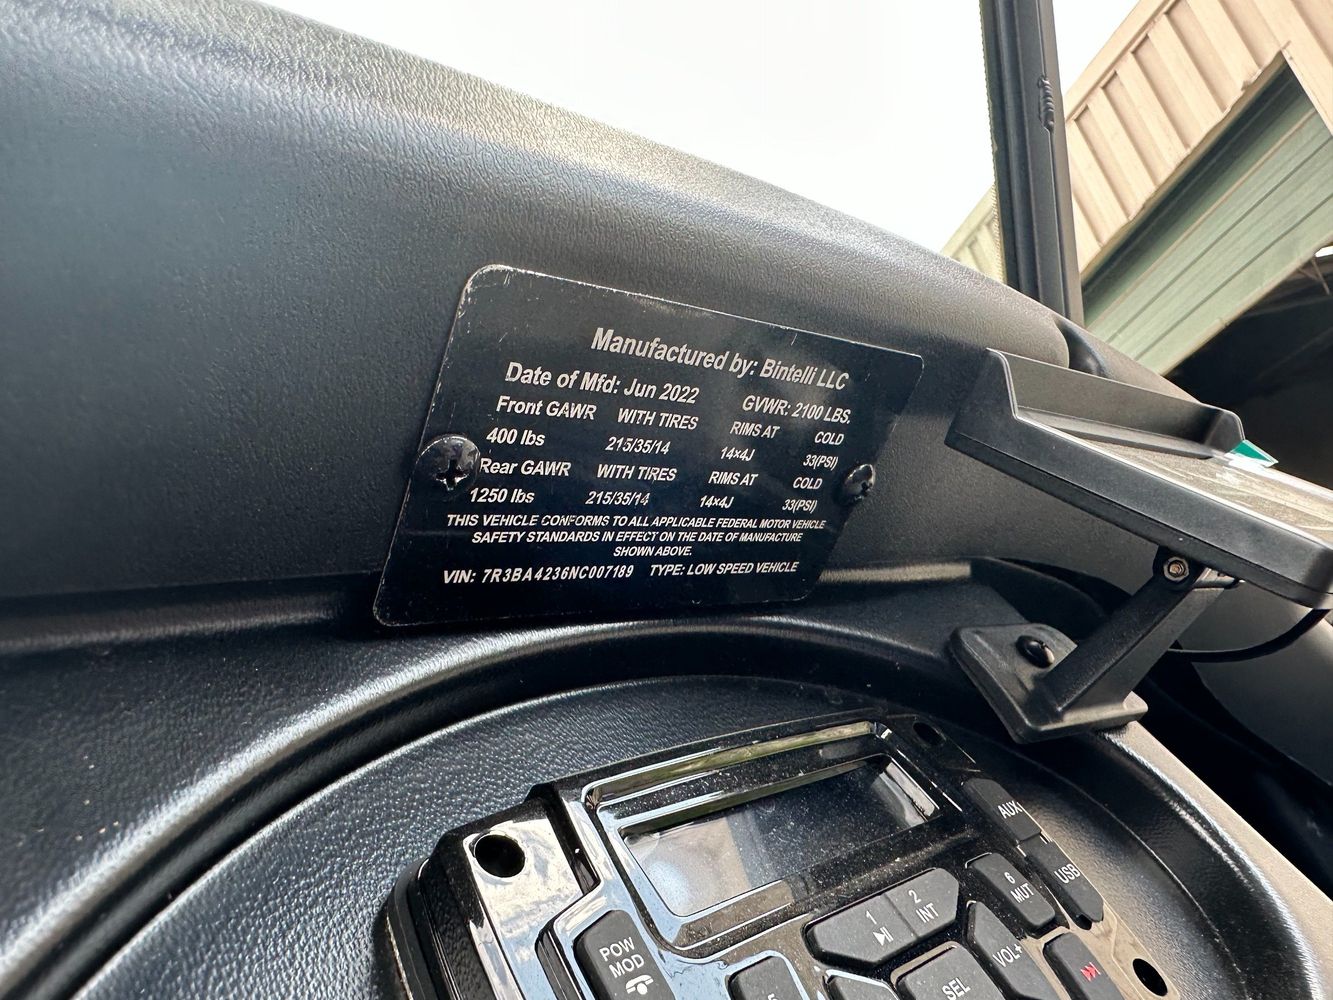 Manufactured by: Bintelli LLC
Date of Mfd: Jun 2022 GVWR: 2100 LBS.
Front GAWR WITH TIRES RIMS AT COLD
400 lbs 215/35/14 14×4J 33(PSI)
Rear GAWR WITH TIRES RIMS AT COLD
1250 lbs 215/35/14 14×4J 33(PSI)
THIS VEHICLE CONFORMS TO ALL APPLICABLE FEDERAL MOTOR VEHICLE
SAFETY STANDARDS IN EFFECT ON THE DATE OF MANUFACTURE
SHOWN ABOVE.
VIN: 7R3BA4236NC007189 TYPE: LOW SPEED VEHICLE
AUX
USB
6
MUT
2
INT
1
VOL+
POW
MOD
SEL